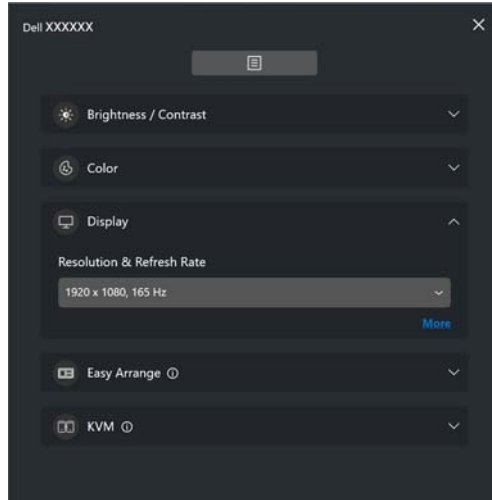 Dell XXXXXX
Brightness / Contrast
Color
Display
Resolution & Refresh Rate
1920 x 1080, 165 Hz
More
Easy Arrange
KVM